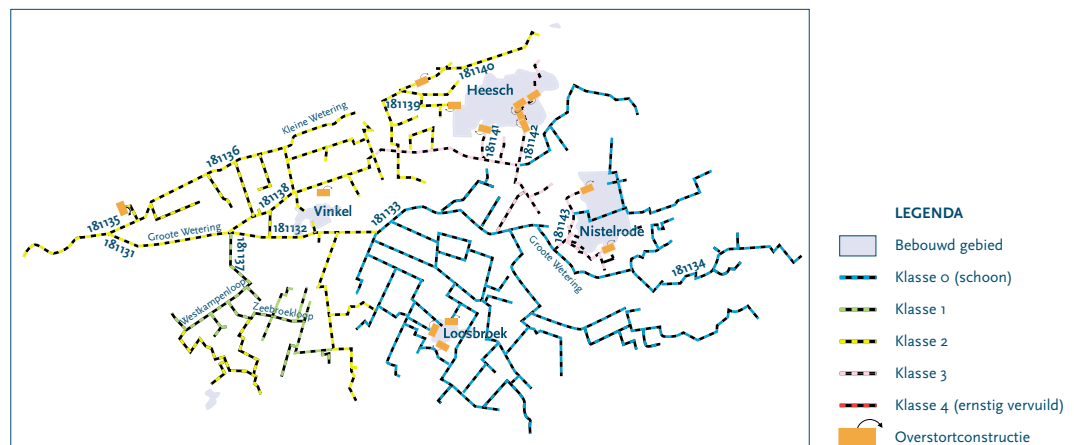 181140
Heesch
181139
Kleine Wetering
181141
181142
181136
181138
Vinkel
181133
181135
181131
Groote Wetering
181132
181143
Nistelrode
181137
Groote Wetering
181134
Westkampenloop
Zeebroekloop
Loosbroek
LEGENDA
Bebouwd gebied
Klasse 0 (schoon)
Klasse 1
Klasse 2
Klasse 3
Klasse 4 (ernstig vervuild)
Overstortconstructie